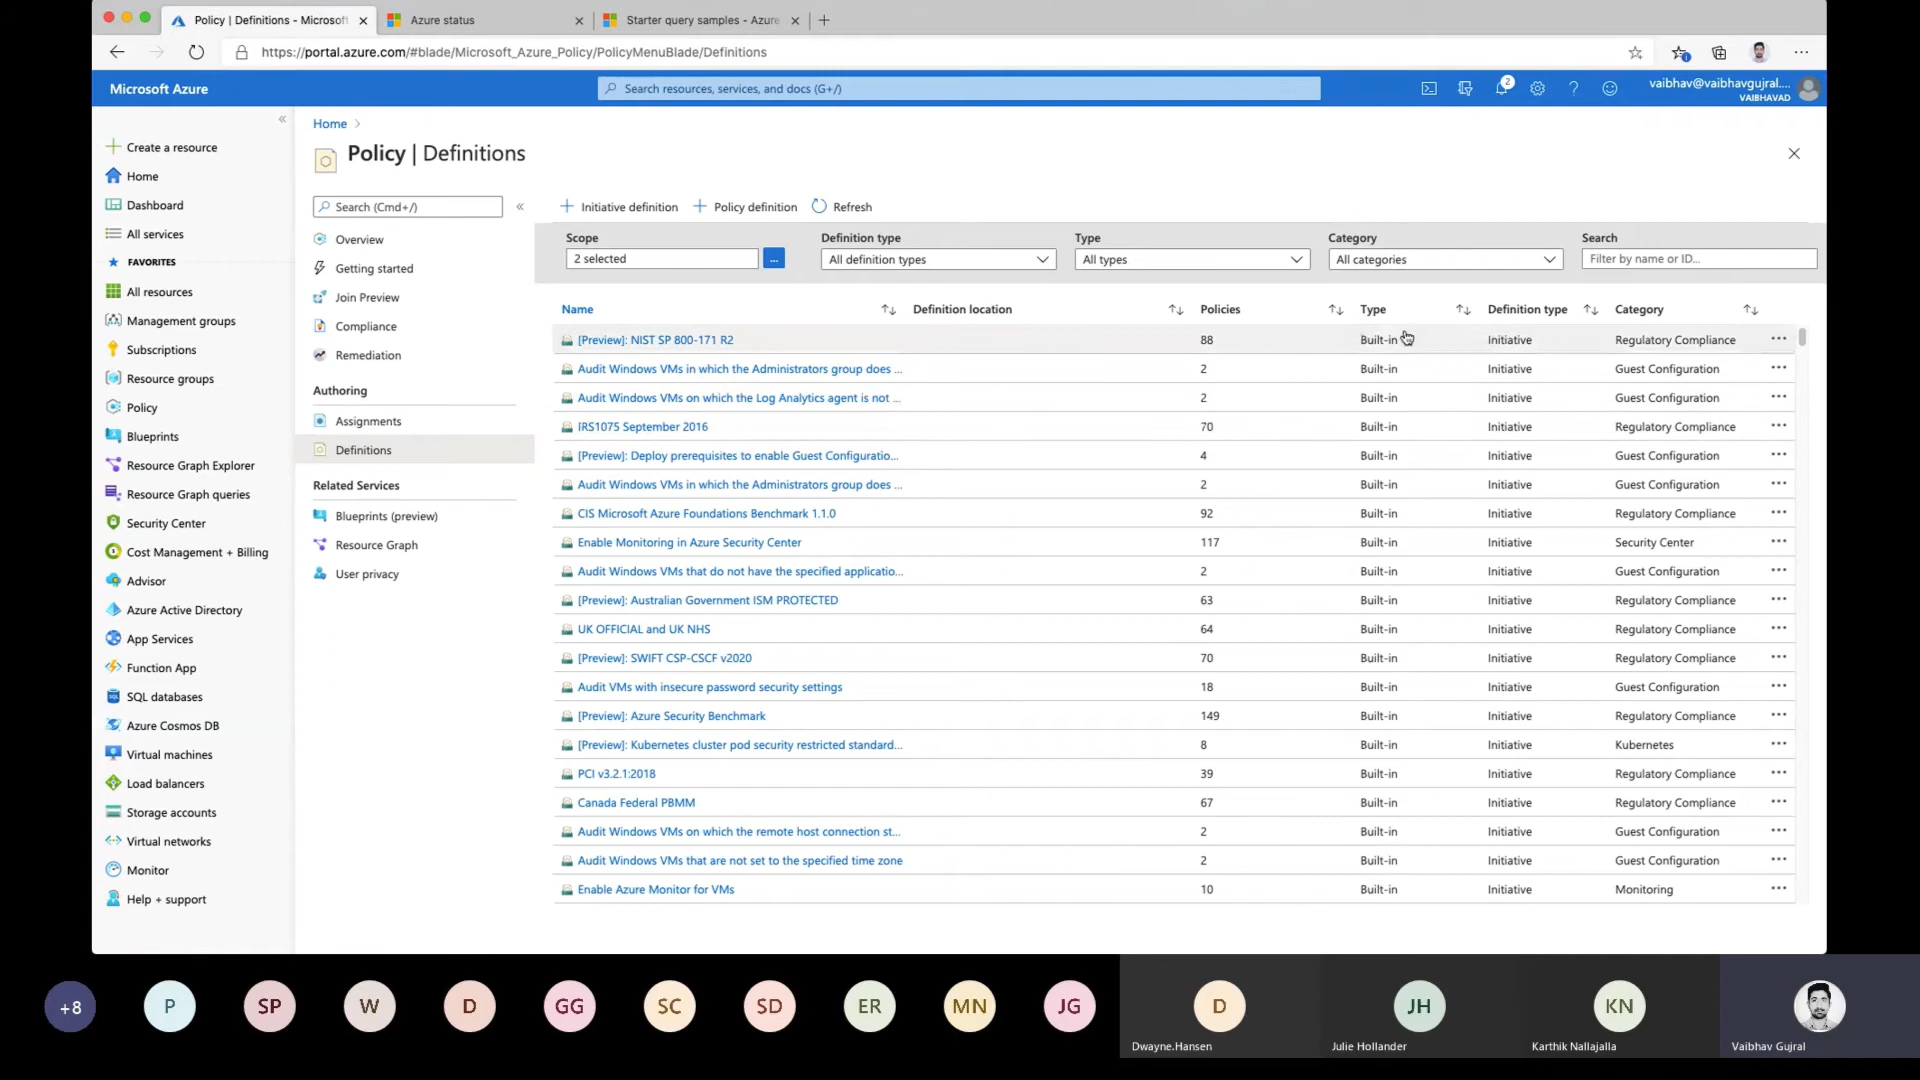 Policy | Definitions - Microsoft
Azure status
Starter query samples - Azure
https://portal.azure.com/#blade/Microsoft_Azure_Policy/PolicyMenuBlade/Definitions
Microsoft Azure
Search resources, services, and docs (G+/)
2
vaibhav@vaibhavgujral....
VAIBHAVAD
Create a resource
Home
Dashboard
All services
FAVORITES
All resources
Management groups
Subscriptions
Resource groups
Policy
Blueprints
Resource Graph Explorer
Resource Graph queries
Security Center
Cost Management + Billing
Advisor
Azure Active Directory
App Services
Function App
SQL databases
Azure Cosmos DB
Virtual machines
Load balancers
Storage accounts
Virtual networks
Monitor
Help + support
Home >
Policy | Definitions
Search (Cmd+/)
Overview
Getting started
Join Preview
Compliance
Remediation
Authoring
Assignments
Definitions
Related Services
Blueprints (preview)
Resource Graph
User privacy
Initiative definition Policy definition Refresh
Scope Definition type Type Category Search
2 selected ... All definition types All types All categories Filter by name or ID...
Name Definition location Policies Type Definition type Category
[Preview]: NIST SP 800-171 R2 88 Built-in Initiative Regulatory Compliance ...
Audit Windows VMs in which the Administrators group does ... 2 Built-in Initiative Guest Configuration ...
Audit Windows VMs on which the Log Analytics agent is not ... 2 Built-in Initiative Guest Configuration ...
IRS1075 September 2016 70 Built-in Initiative Regulatory Compliance ...
[Preview]: Deploy prerequisites to enable Guest Configuratio... 4 Built-in Initiative Guest Configuration ...
Audit Windows VMs in which the Administrators group does ... 2 Built-in Initiative Guest Configuration ...
CIS Microsoft Azure Foundations Benchmark 1.1.0 92 Built-in Initiative Regulatory Compliance ...
Enable Monitoring in Azure Security Center 117 Built-in Initiative Security Center ...
Audit Windows VMs that do not have the specified applicatio... 2 Built-in Initiative Guest Configuration ...
[Preview]: Australian Government ISM PROTECTED 63 Built-in Initiative Regulatory Compliance ...
UK OFFICIAL and UK NHS 64 Built-in Initiative Regulatory Compliance ...
[Preview]: SWIFT CSP-CSCF v2020 70 Built-in Initiative Regulatory Compliance ...
Audit VMs with insecure password security settings 18 Built-in Initiative Guest Configuration ...
[Preview]: Azure Security Benchmark 149 Built-in Initiative Regulatory Compliance ...
[Preview]: Kubernetes cluster pod security restricted standard... 8 Built-in Initiative Kubernetes ...
PCI v3.2.1:2018 39 Built-in Initiative Regulatory Compliance ...
Canada Federal PBMM 67 Built-in Initiative Regulatory Compliance ...
Audit Windows VMs on which the remote host connection st... 2 Built-in Initiative Guest Configuration ...
Audit Windows VMs that are not set to the specified time zone 2 Built-in Initiative Guest Configuration ...
Enable Azure Monitor for VMs 10 Built-in Initiative Monitoring ...
+8 P SP W D GG SC SD ER MN JG D JH KN
Dwayne.Hansen Julie Hollander Karthik Nallajalla Vaibhav Gujral